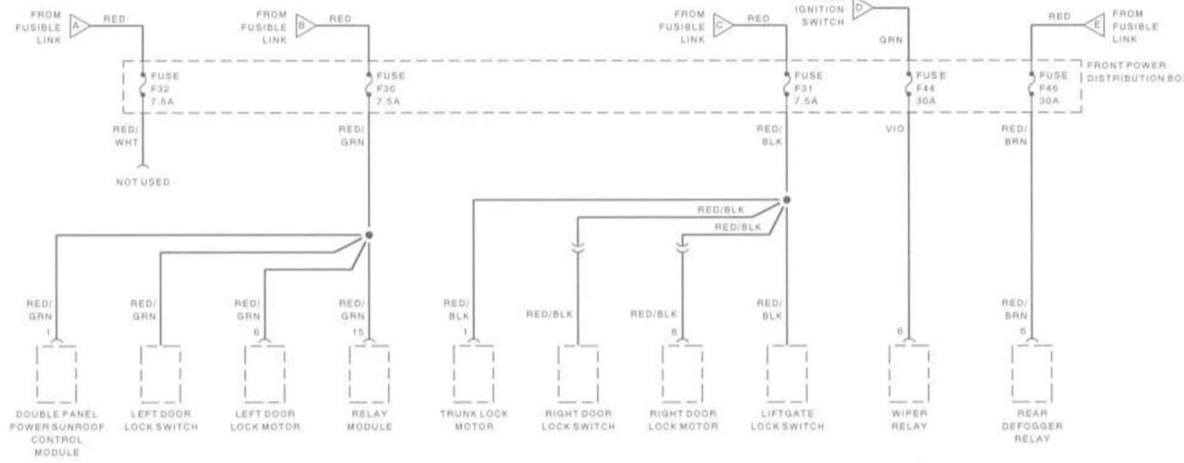 FROM
FUSIBLE
LINK
A
RED
FROM
FUSIBLE
LINK
B
RED
FROM
FUSIBLE
LINK
C
RED
IGNITION
SWITCH
D
GRN
RED
E
FROM
FUSIBLE
LINK
FUSE
F32
7.5A
FUSE
F30
7.5A
FUSE
F31
7.5A
FUSE
F44
30A
FUSE
F46
30A
FRONT POWER
DISTRIBUTION BOX
RED/
WHT
RED/
GRN
RED/
BLK
VIO
RED/
BRN
NOT USED
RED/BLK
RED/BLK
RED/
GRN
1
RED/
GRN
RED/
GRN
6
RED/
GRN
15
RED/
BLK
1
RED/BLK
RED/BLK
6
RED/
BLK
6
RED/
BRN
6
DOUBLE PANEL
POWER SUNROOF
CONTROL
MODULE
LEFT DOOR
LOCK SWITCH
LEFT DOOR
LOCK MOTOR
RELAY
MODULE
TRUNK LOCK
MOTOR
RIGHT DOOR
LOCK SWITCH
RIGHT DOOR
LOCK MOTOR
LIFTGATE
LOCK SWITCH
WIPER
RELAY
REAR
DEFOGGER
RELAY